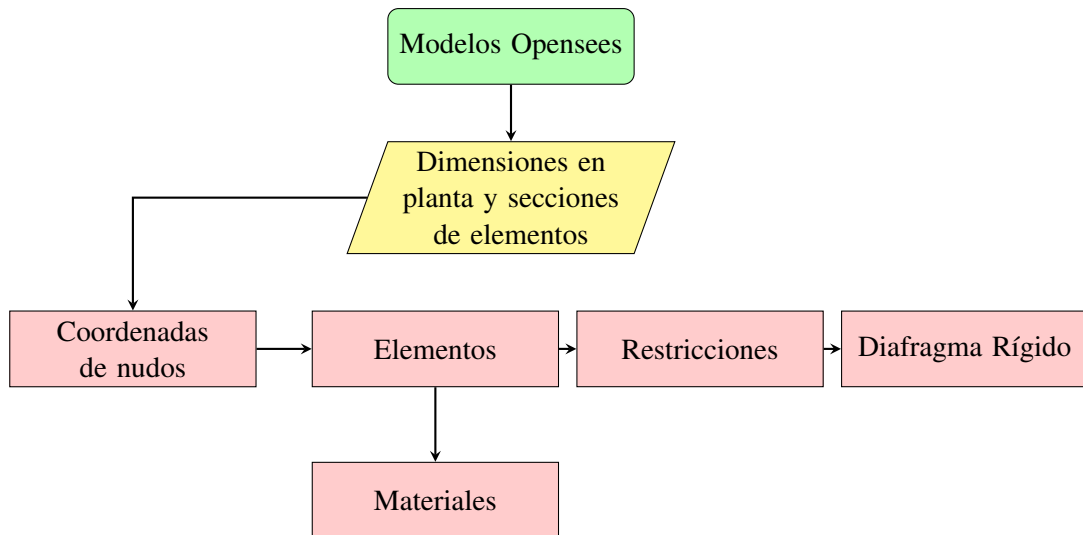 Modelos Opensees
Dimensiones en
planta y secciones
de elementos
Coordenadas
de nudos
Elementos
Restricciones
Diafragma Rígido
Materiales